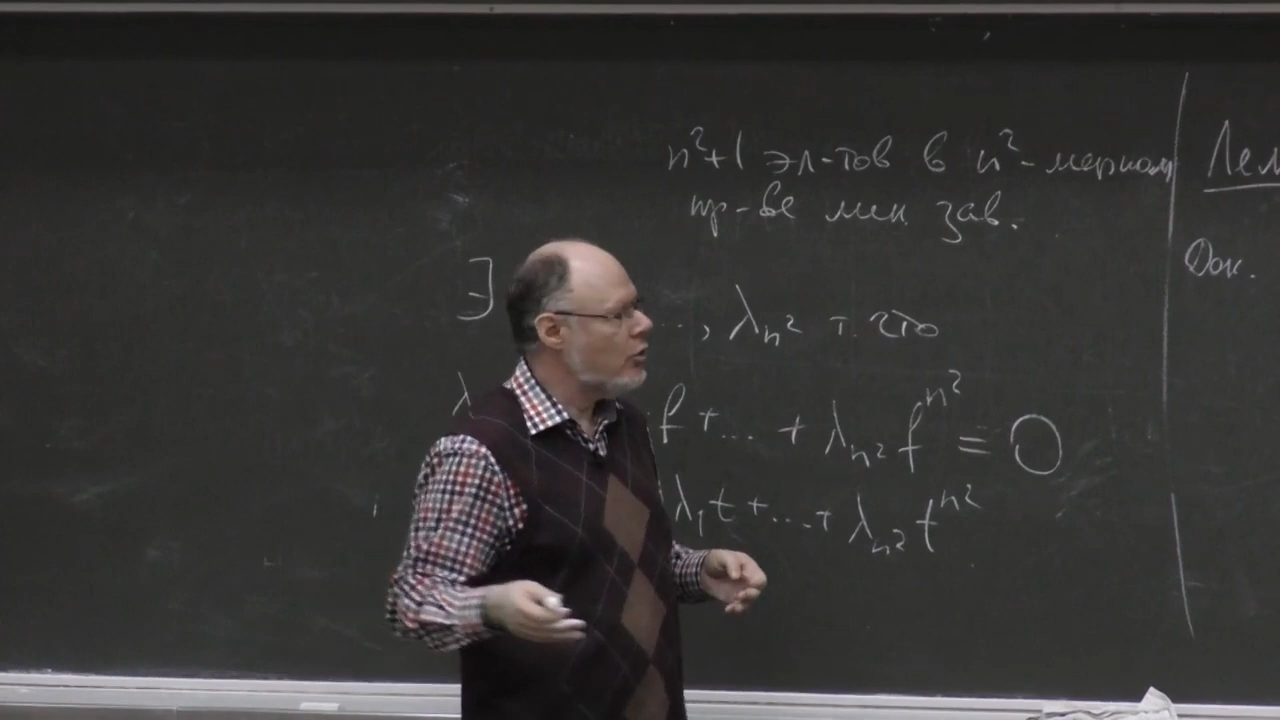 n²+1 эл-тов в n²-мерном
пр-ве лин. зав.
∃ ..., λ_{n²} т. что
λ f +... + λ_{n²} f^{n²} = 0
λ₁t +...+ λ_{n²} t^{n²}
Лем
Док.